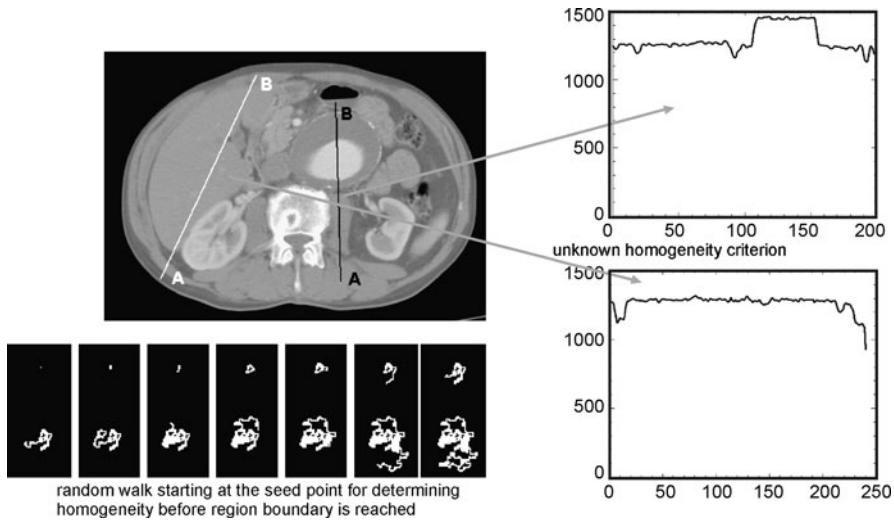 B
B
A
A
1500
1000
500
0
0 50 100 150 200
unknown homogeneity criterion
1500
1000
500
0
0 50 100 150 200 250
random walk starting at the seed point for determining
homogeneity before region boundary is reached